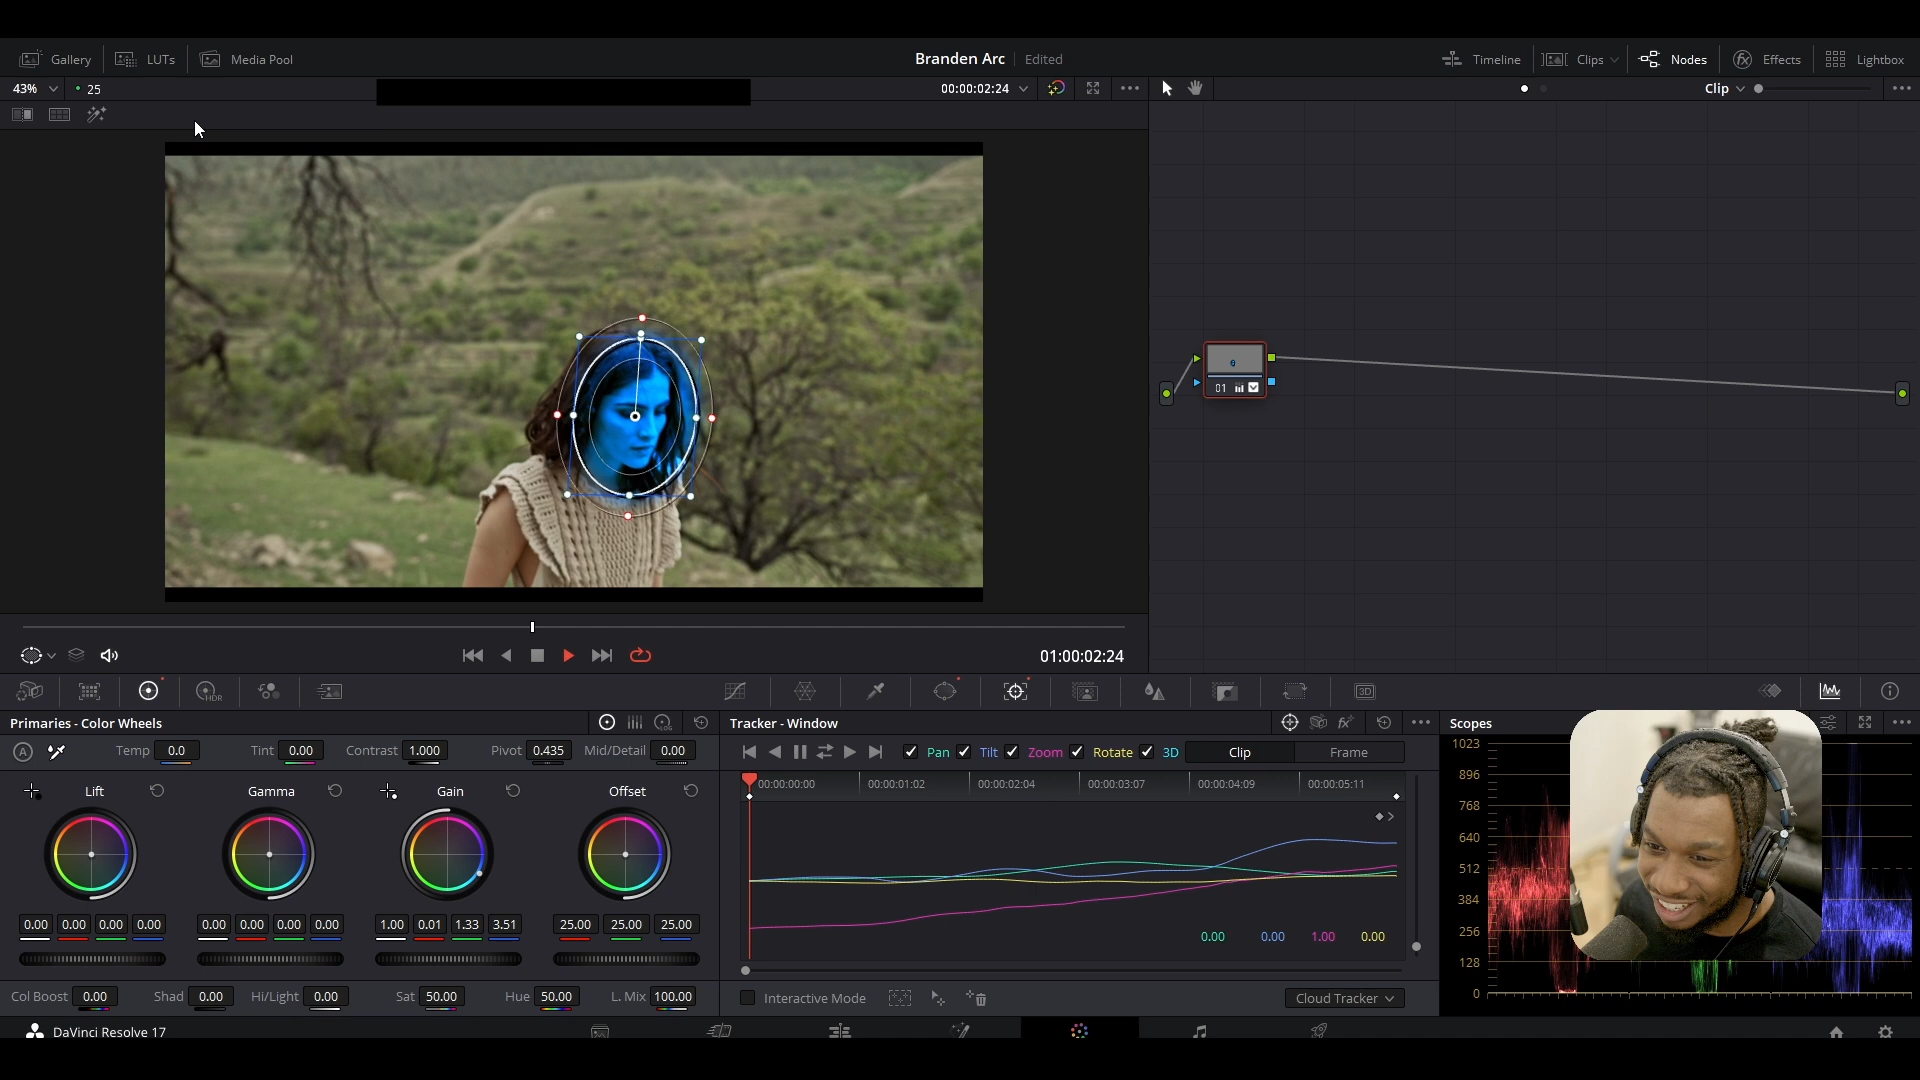 Gallery LUTs Media Pool Branden Arc Edited Timeline Clips Nodes Effects Lightbox
43% 25 00:00:02:24 Clip
01
01:00:02:24
HDR 3D
Primaries - Color Wheels Tracker - Window Scopes
A Temp 0.0 Tint 0.00 Contrast 1.000 Pivot 0.435 Mid/Detail 0.00 Pan Tilt Zoom Rotate 3D Clip Frame
1023
896
768
640
512
384
256
128
0
Lift Gamma Gain Offset
00:00:00:00 00:00:01:02 00:00:02:04 00:00:03:07 00:00:04:09 00:00:05:11
0.00 0.00 0.00 0.00 0.00 0.00 0.00 0.00 1.00 0.01 1.33 3.51 25.00 25.00 25.00
0.00 0.00 1.00 0.00
Col Boost 0.00 Shad 0.00 Hi/Light 0.00 Sat 50.00 Hue 50.00 L. Mix 100.00
Interactive Mode Cloud Tracker
DaVinci Resolve 17